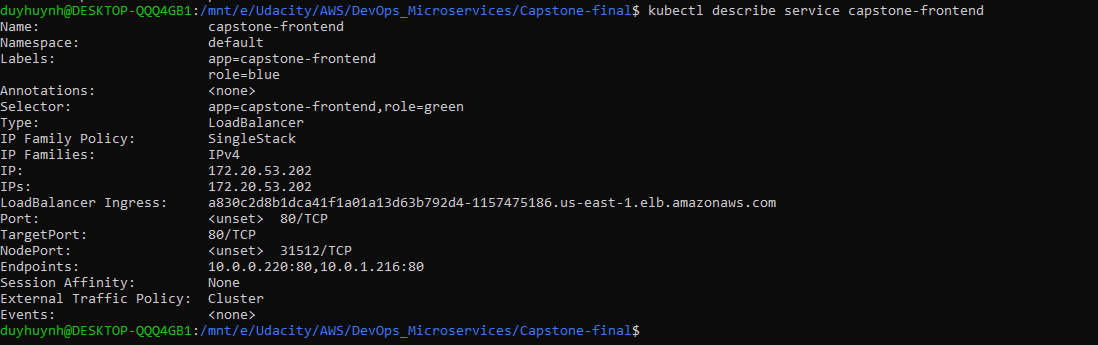 duyhuynh@DESKTOP-QQQ4GB1:/mnt/e/Udacity/AWS/DevOps_Microservices/Capstone-final$ kubectl describe service capstone-frontend
Name:                     capstone-frontend
Namespace:                default
Labels:                   app=capstone-frontend
                          role=blue
Annotations:              <none>
Selector:                 app=capstone-frontend,role=green
Type:                     LoadBalancer
IP Family Policy:         SingleStack
IP Families:              IPv4
IP:                       172.20.53.202
IPs:                      172.20.53.202
LoadBalancer Ingress:     a830c2d8b1dca41f1a01a13d63b792d4-1157475186.us-east-1.elb.amazonaws.com
Port:                     <unset>  80/TCP
TargetPort:               80/TCP
NodePort:                 <unset>  31512/TCP
Endpoints:                10.0.0.220:80,10.0.1.216:80
Session Affinity:         None
External Traffic Policy:  Cluster
Events:                   <none>
duyhuynh@DESKTOP-QQQ4GB1:/mnt/e/Udacity/AWS/DevOps_Microservices/Capstone-final$